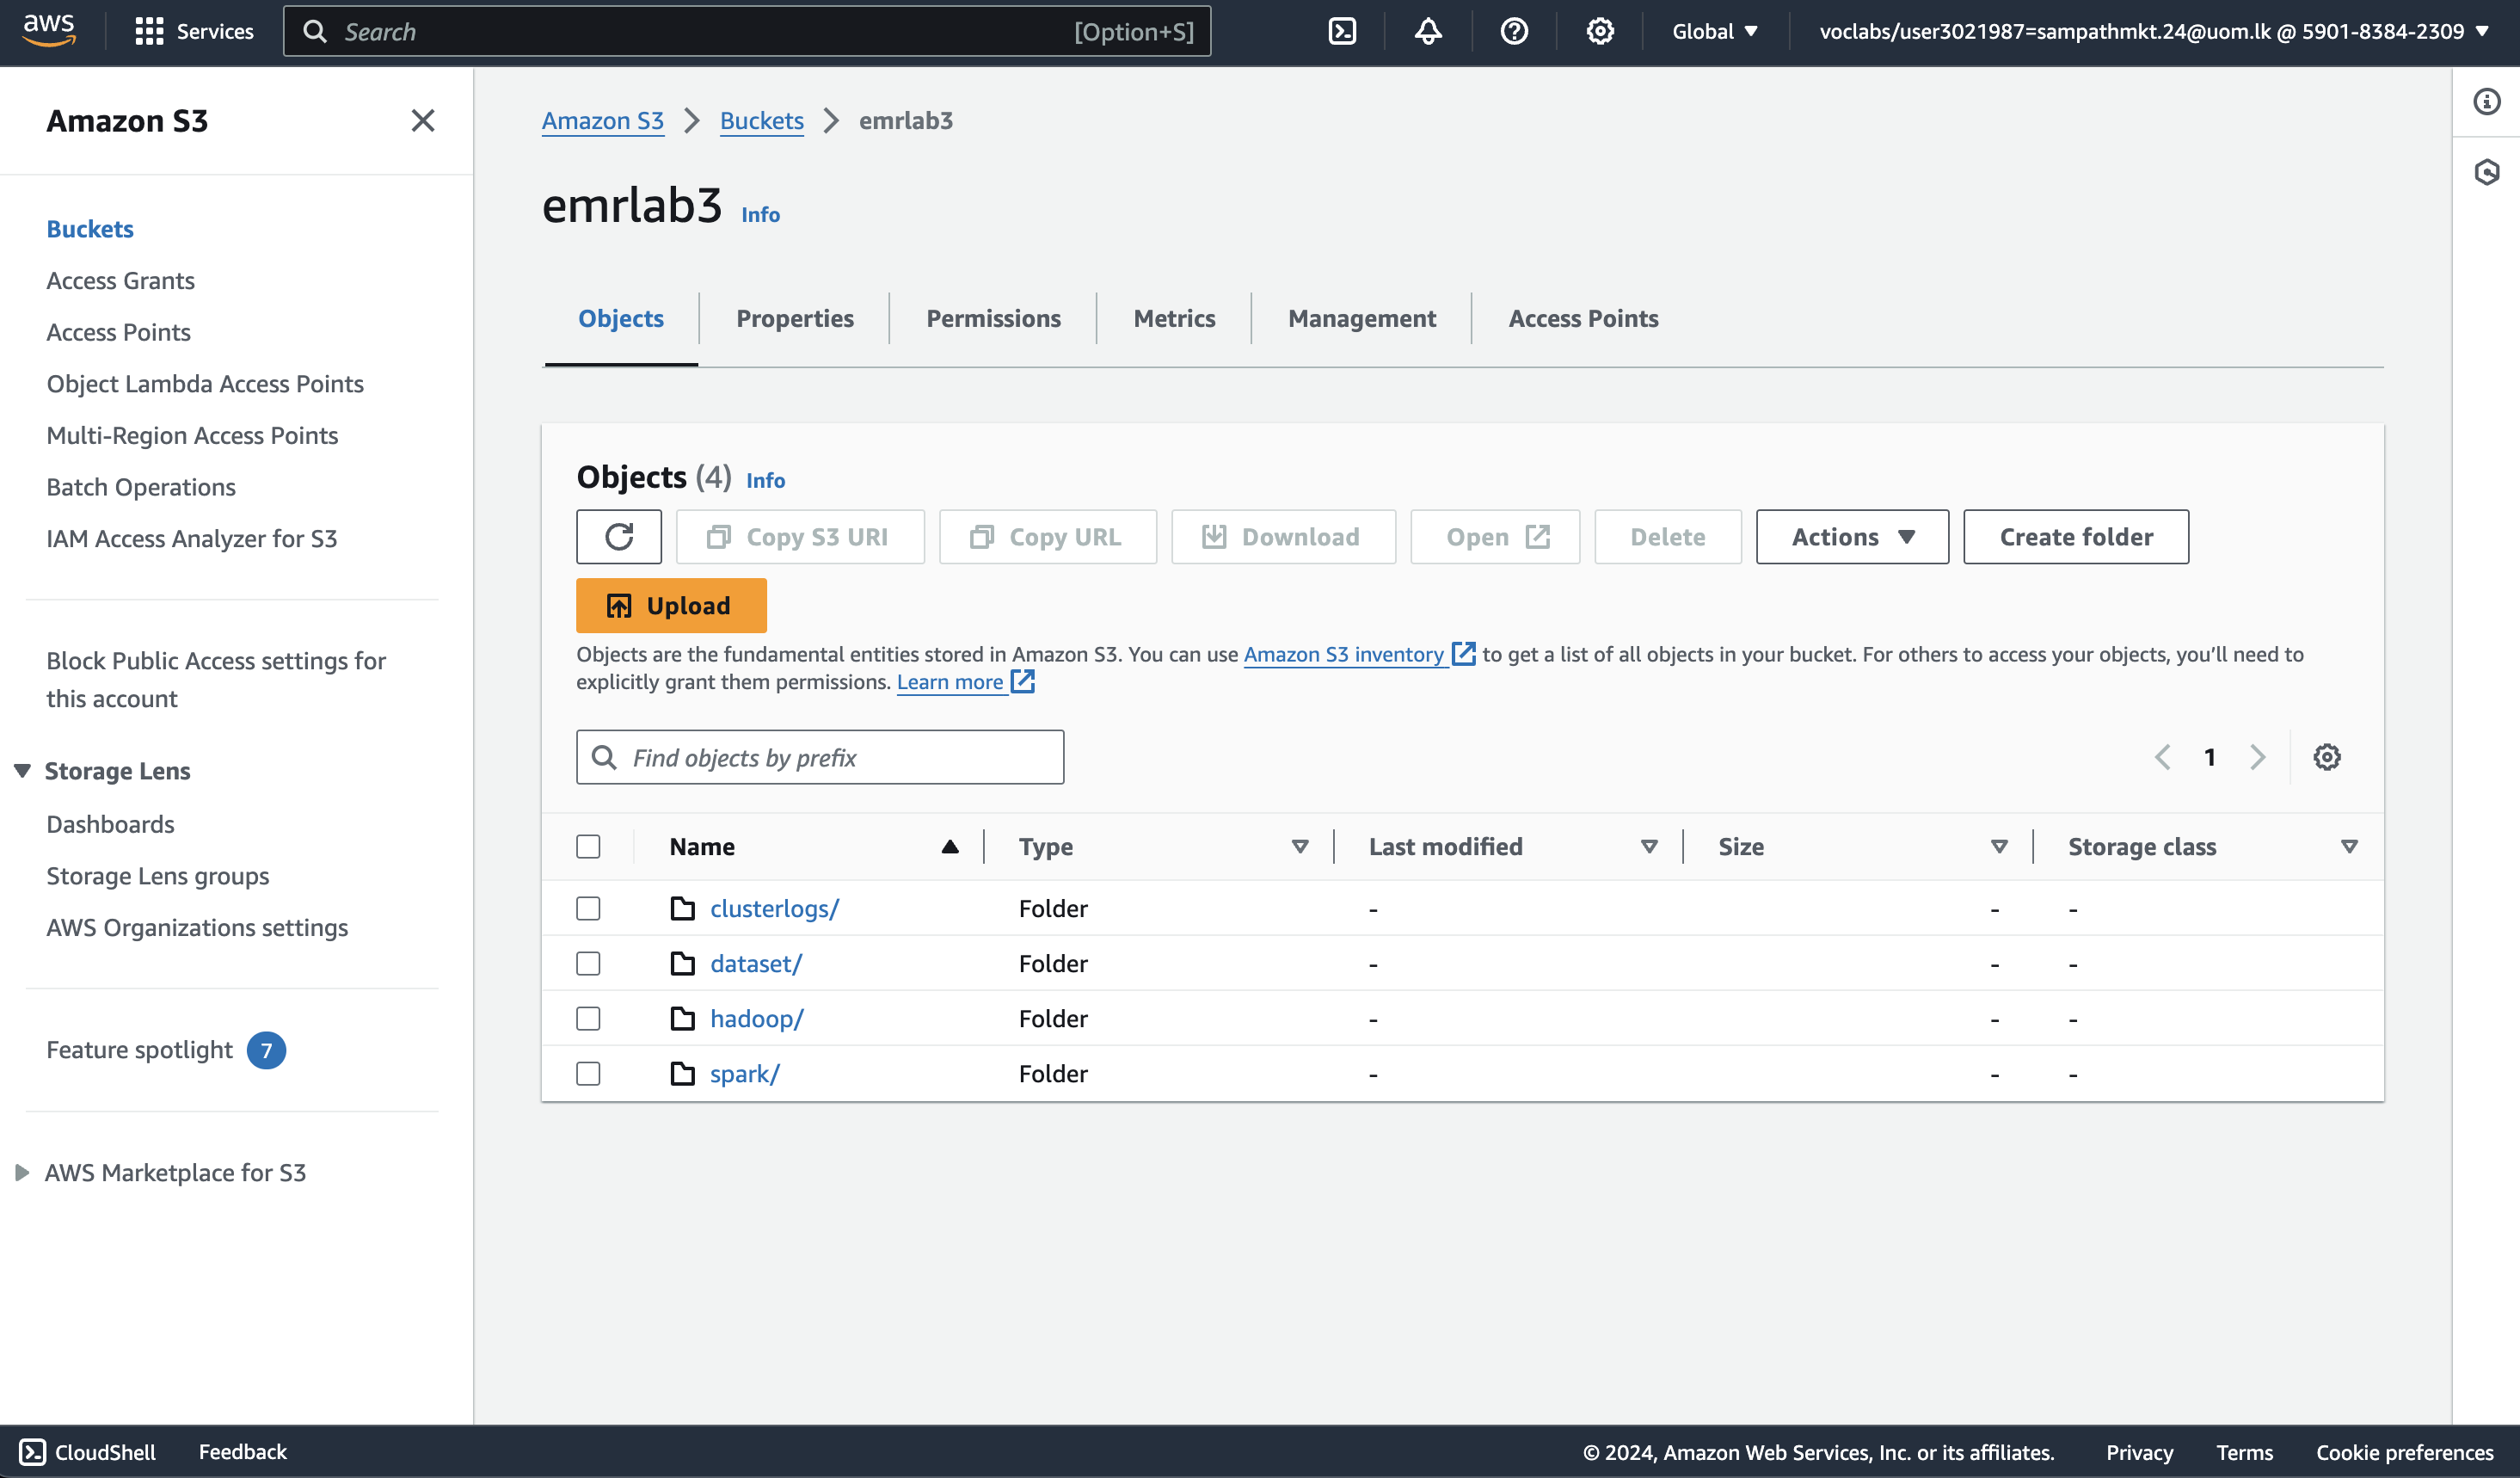 aws Services Search [Option+S] Global voclabs/user3021987=sampathmkt.24@uom.lk @ 5901-8384-2309
Amazon S3
Buckets
Access Grants
Access Points
Object Lambda Access Points
Multi-Region Access Points
Batch Operations
IAM Access Analyzer for S3
Block Public Access settings for
this account
Storage Lens
Dashboards
Storage Lens groups
AWS Organizations settings
Feature spotlight 7
AWS Marketplace for S3
Amazon S3 Buckets emrlab3
emrlab3 Info
Objects Properties Permissions Metrics Management Access Points
Objects (4) Info
Copy S3 URI Copy URL Download Open Delete Actions Create folder
Upload
Objects are the fundamental entities stored in Amazon S3. You can use Amazon S3 inventory to get a list of all objects in your bucket. For others to access your objects, you’ll need to
explicitly grant them permissions. Learn more
Find objects by prefix 1
Name Type Last modified Size Storage class
clusterlogs/ Folder - - -
dataset/ Folder - - -
hadoop/ Folder - - -
spark/ Folder - - -
CloudShell Feedback © 2024, Amazon Web Services, Inc. or its affiliates. Privacy Terms Cookie preferences